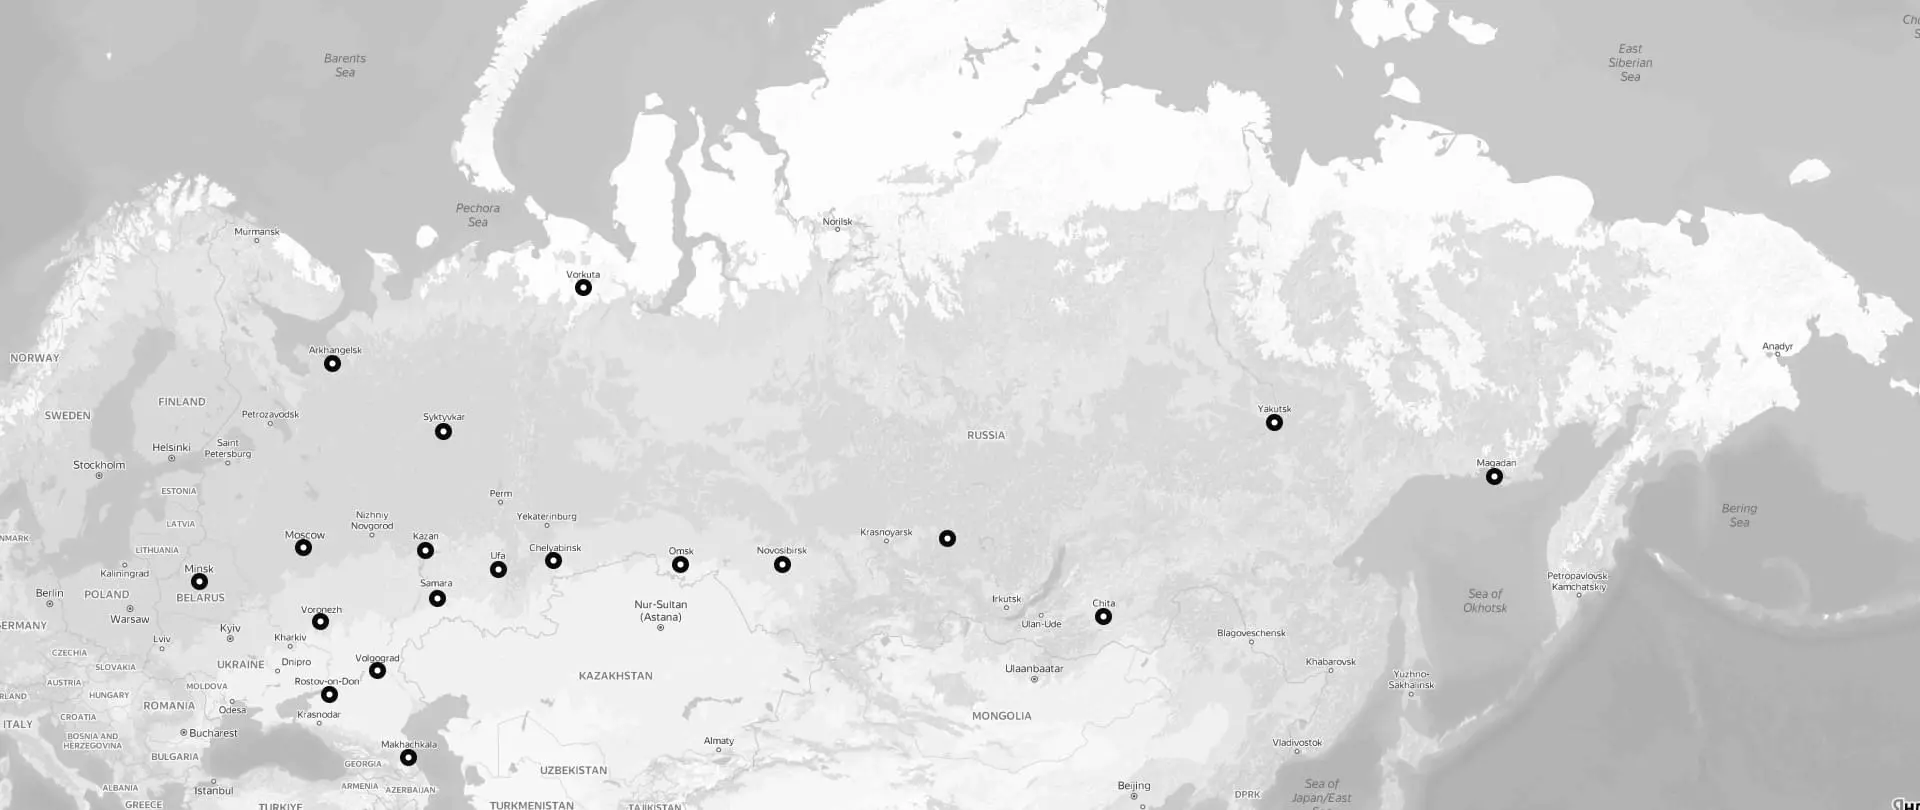 Barents
Sea
East
Siberian
Sea
Pechora
Sea
Murmansk
Norilsk
Vorkuta
NORWAY
Arkhangelsk
Anadyr
SWEDEN
FINLAND
Petrozavodsk
Syktyvkar
Yakutsk
RUSSIA
Helsinki
Saint
Petersburg
Stockholm
Magadan
ESTONIA
Perm
Bering
Sea
LATVIA
Nizhniy
Novgorod
Yekaterinburg
NMARK
LITHUANIA
Moscow
Kazan
Krasnoyarsk
Ufa
Chelyabinsk
Omsk
Novosibirsk
Kaliningrad
Minsk
Samara
Petropavlovsk-
Kamchatskiy
Berlin
POLAND
BELARUS
Nur-Sultan
(Astana)
Irkutsk
Chita
Sea of
Okhotsk
Warsaw
Voronezh
ERMANY
Kyiv
Ulan-Ude
Blagoveschensk
Lviv
Kharkiv
CZECHIA
SLOVAKIA
UKRAINE
Dnipro
Volgograd
Ulaanbaatar
Khabarovsk
KAZAKHSTAN
Yuzhno-
Sakhalinsk
AUSTRIA
MOLDOVA
Rostov-on-Don
RLAND
HUNGARY
ROMANIA
Odesa
CROATIA
Krasnodar
MONGOLIA
ITALY
Bucharest
BOSNIA AND
HERZEGOVINA
Makhachkala
Almaty
Vladivostok
BULGARIA
GEORGIA
UZBEKISTAN
ALBANIA
Istanbul
ARMENIA
AZERBAIJAN
Beijing
DPRK
Sea of
Japan/East
GREECE
TÜRKIYE
TURKMENISTAN
TAJIKISTAN